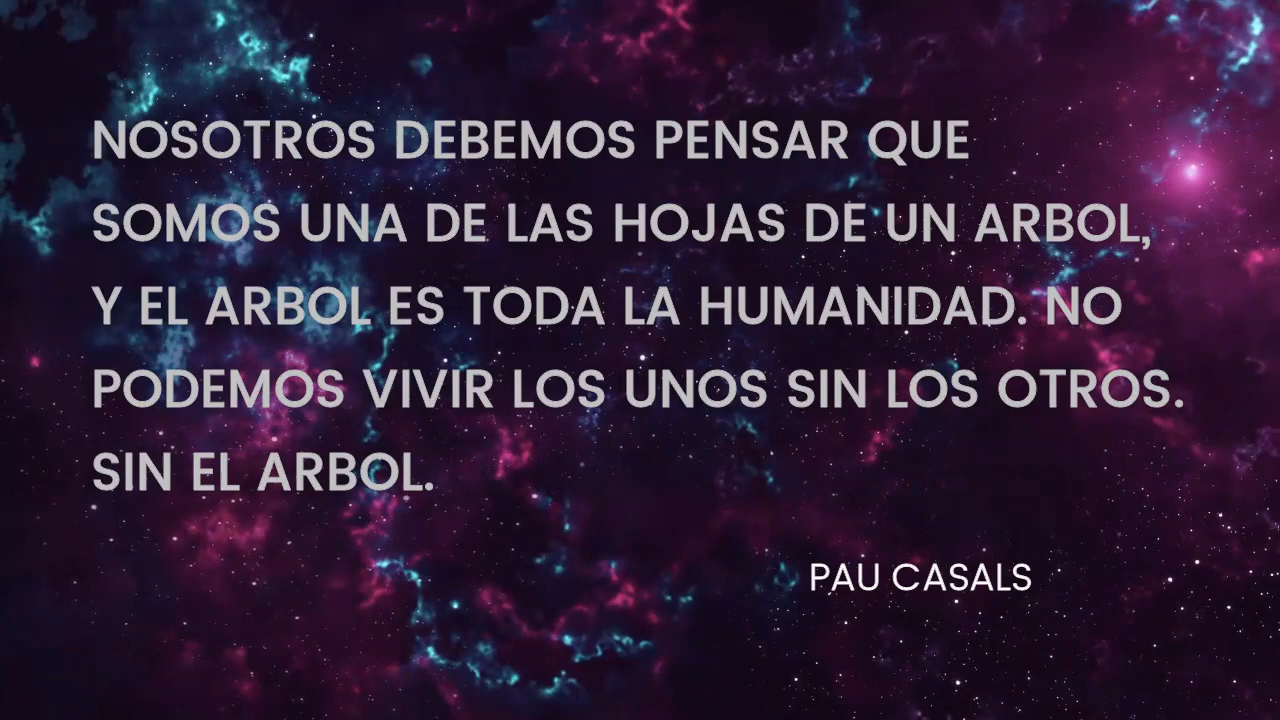 NOSOTROS DEBEMOS PENSAR QUE
SOMOS UNA DE LAS HOJAS DE UN ARBOL,
Y EL ARBOL ES TODA LA HUMANIDAD. NO
PODEMOS VIVIR LOS UNOS SIN LOS OTROS.
SIN EL ARBOL.
PAU CASALS